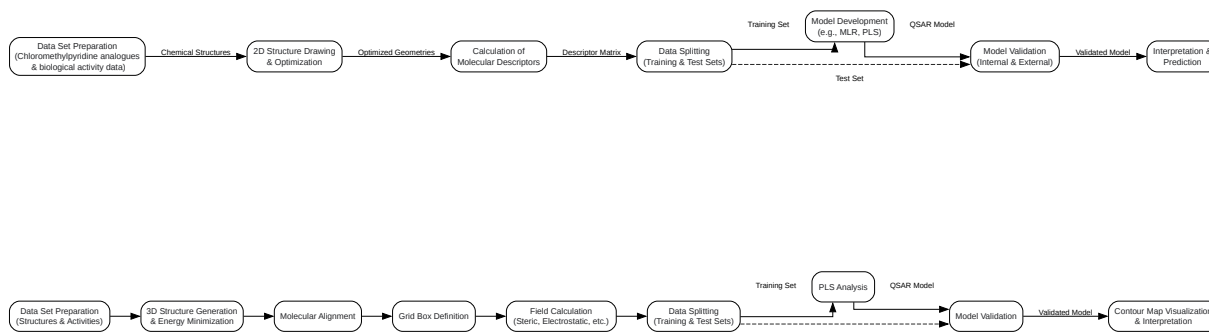 Data Set Preparation
(Chloromethylpyridine analogues
& biological activity data)
Chemical Structures
2D Structure Drawing
& Optimization
Optimized Geometries
Calculation of
Molecular Descriptors
Descriptor Matrix
Data Splitting
(Training & Test Sets)
Training Set
Model Development
(e.g., MLR, PLS)
QSAR Model
Test Set
Model Validation
(Internal & External)
Validated Model
Interpretation &
Prediction
Data Set Preparation
(Structures & Activities)
3D Structure Generation
& Energy Minimization
Molecular Alignment
Grid Box Definition
Field Calculation
(Steric, Electrostatic, etc.)
Data Splitting
(Training & Test Sets)
Training Set
PLS Analysis
QSAR Model
Model Validation
Validated Model
Contour Map Visualization
& Interpretation